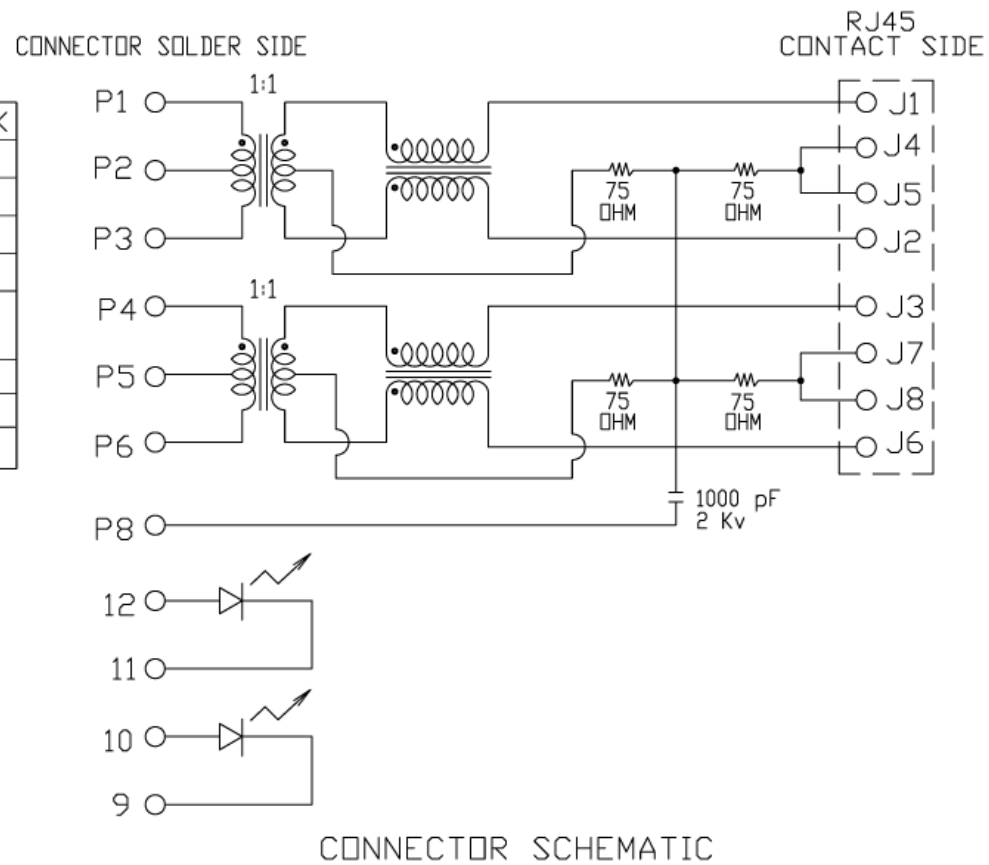 RJ45
CONNECTOR SOLDER SIDE
CONTACT SIDE
K
P1
1:1
J1
P2
J4
75
OHM
75
OHM
J5
P3
J2
P4
1:1
J3
P5
J7
75
OHM
75
OHM
J8
P6
J6
1000 pF
2 Kv
P8
12
11
10
9
CONNECTOR SCHEMATIC